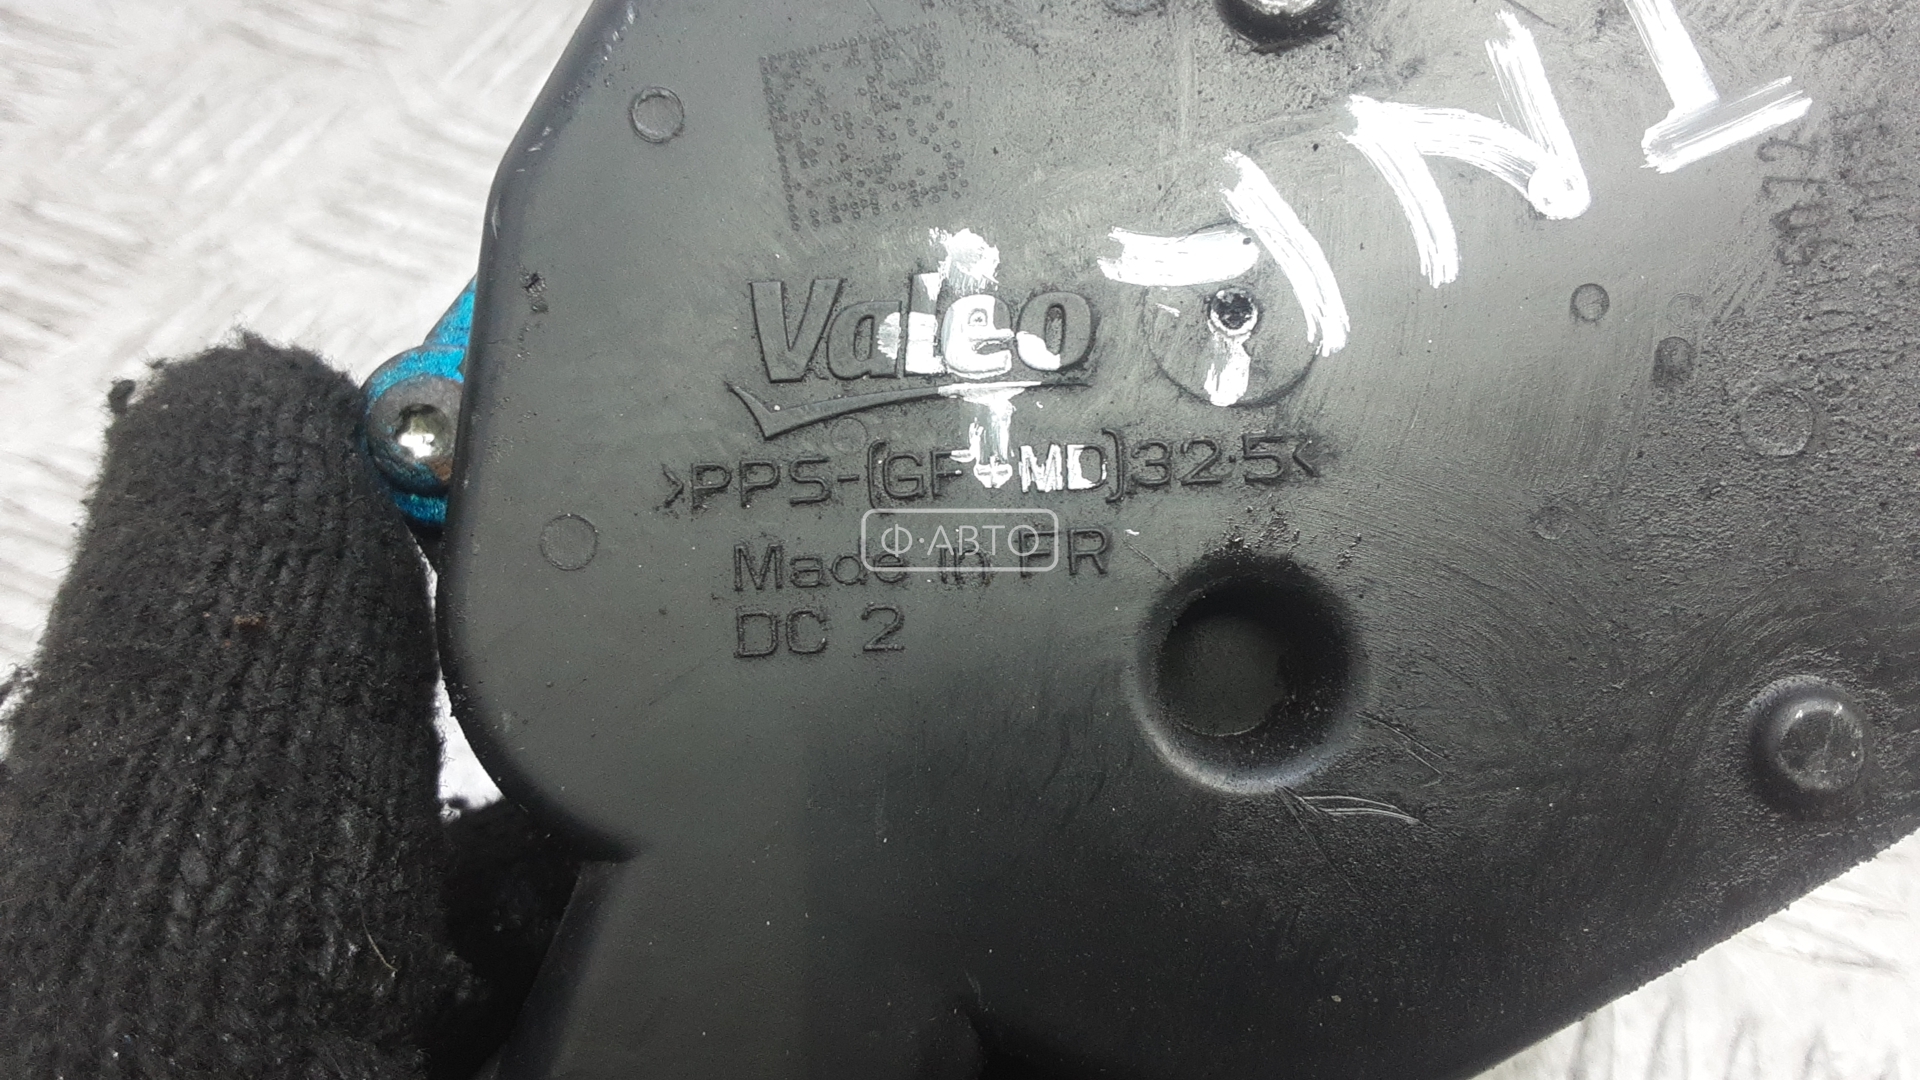 Valeo
>PPS-(GF+MD)32.5<
Made in FR
DC 2
Ф·АВТО